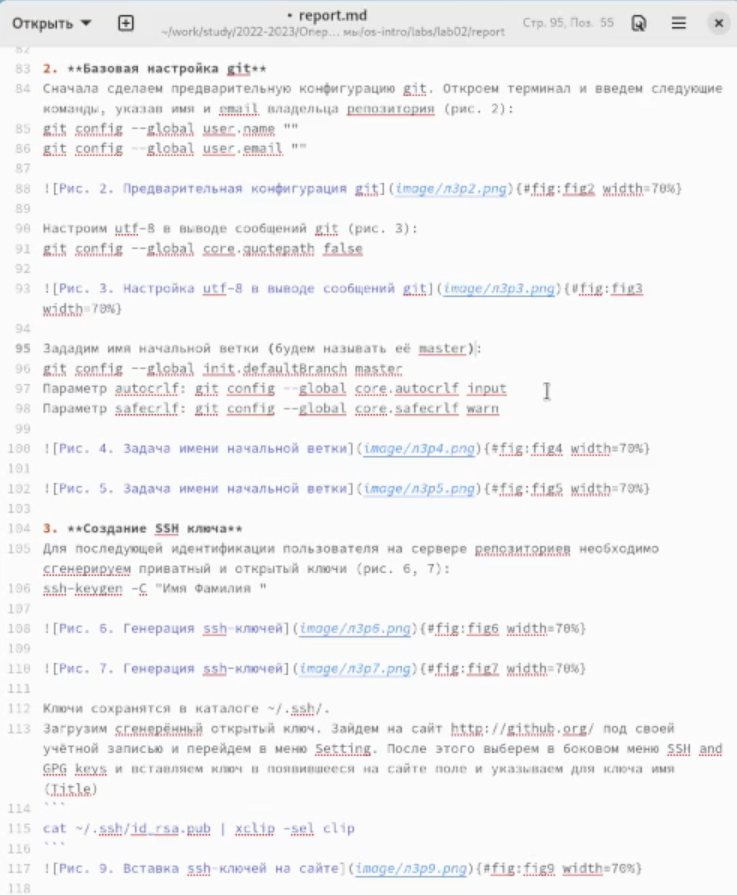 Открыть
• report.md
~/work/study/2022-2023/Опер... мы/os-intro/labs/lab02/report
Стр. 95, Поз. 55
82
83 2. **Базовая настройка git**
84 Сначала сделаем предварительную конфигурацию git. Откроем терминал и введем следующие
команды, указав имя и email владельца репозитория (рис. 2):
85 git config --global user.name ""
86 git config --global user.email ""
87
88 ![Рис. 2. Предварительная конфигурация git](image/л3р2.png){#fig:fig2 width=70%}
89
90 Настроим utf-8 в выводе сообщений git (рис. 3):
91 git config --global core.quotepath false
92
93 ![Рис. 3. Настройка utf-8 в выводе сообщений git](image/л3р3.png){#fig:fig3
width=70%}
94
95 Зададим имя начальной ветки (будем называть её master):
96 git config --global init.defaultBranch master
97 Параметр autocrlf: git config --global core.autocrlf input
98 Параметр safecrlf: git config --global core.safecrlf warn
99
100 ![Рис. 4. Задача имени начальной ветки](image/л3р4.png){#fig:fig4 width=70%}
101
102 ![Рис. 5. Задача имени начальной ветки](image/л3р5.png){#fig:fig5 width=70%}
103
104 3. **Создание SSH ключа**
105 Для последующей идентификации пользователя на сервере репозиториев необходимо
сгенерируем приватный и открытый ключи (рис. 6, 7):
106 ssh-keygen -C "Имя Фамилия "
107
108 ![Рис. 6. Генерация ssh-ключей](image/л3р6.png){#fig:fig6 width=70%}
109
110 ![Рис. 7. Генерация ssh-ключей](image/л3р7.png){#fig:fig7 width=70%}
111
112 Ключи сохранятся в каталоге ~/.ssh/.
113 Загрузим сгенерённый открытый ключ. Зайдем на сайт http://github.org/ под своей
учётной записью и перейдем в меню Setting. После этого выберем в боковом меню SSH and
GPG keys и вставляем ключ в появившееся на сайте поле и указываем для ключа имя
(Title)
114 ```
115 cat ~/.ssh/id_rsa.pub | xclip -sel clip
116 ```
117 ![Рис. 9. Вставка ssh-ключей на сайте](image/л3р9.png){#fig:fig9 width=70%}
118